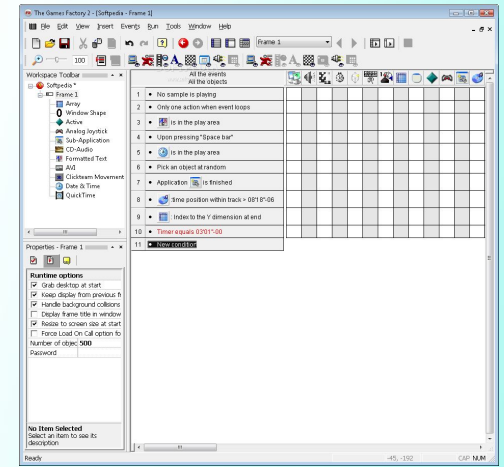 The Games Factory 2 - [Softpedia - Frame 1]
File Edit View Insert Events Run Tools Window Help
100
Frame 1
Workspace Toolbar
Softpedia *
Frame 1
Array
Window Shape
Active
Analog Joystick
Sub-Application
CD-Audio
Formatted Text
AVI
Clickteam Movement
Date & Time
QuickTime
All the events
All the objects
1 • No sample is playing
2 • Only one action when event loops
3 • is in the play area
4 • Upon pressing "Space bar"
5 • is in the play area
6 • Pick an object at random
7 • Application is finished
8 • :time position within track > 08'18"-06
9 • : Index to the Y dimension at end
10 • Timer equals 03'01"-00
11 • New condition
Properties - Frame 1
Runtime options
Grab desktop at start
Keep display from previous fr
Handle background collisions
Display frame title in window
Resize to screen size at start
Force Load On Call option fo
Number of objec 500
Password
No Item Selected
Select an item to see its
description
Ready
-45, -192
CAP NUM